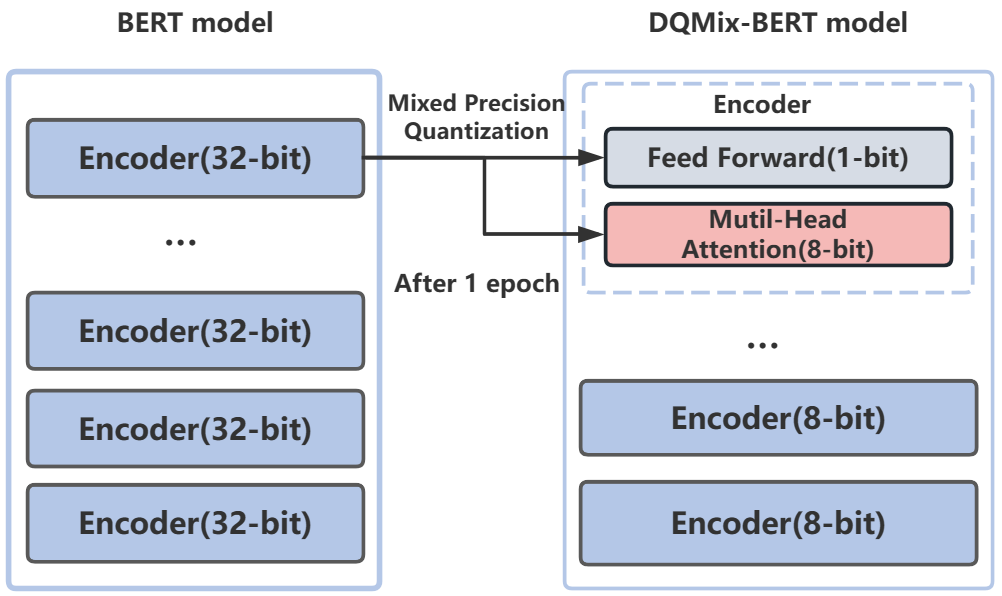 BERT model
DQMix-BERT model
Encoder(32-bit)
...
Encoder(32-bit)
Encoder(32-bit)
Encoder(32-bit)
Mixed Precision
Quantization
After 1 epoch
Encoder
Feed Forward(1-bit)
Mutil-Head
Attention(8-bit)
...
Encoder(8-bit)
Encoder(8-bit)